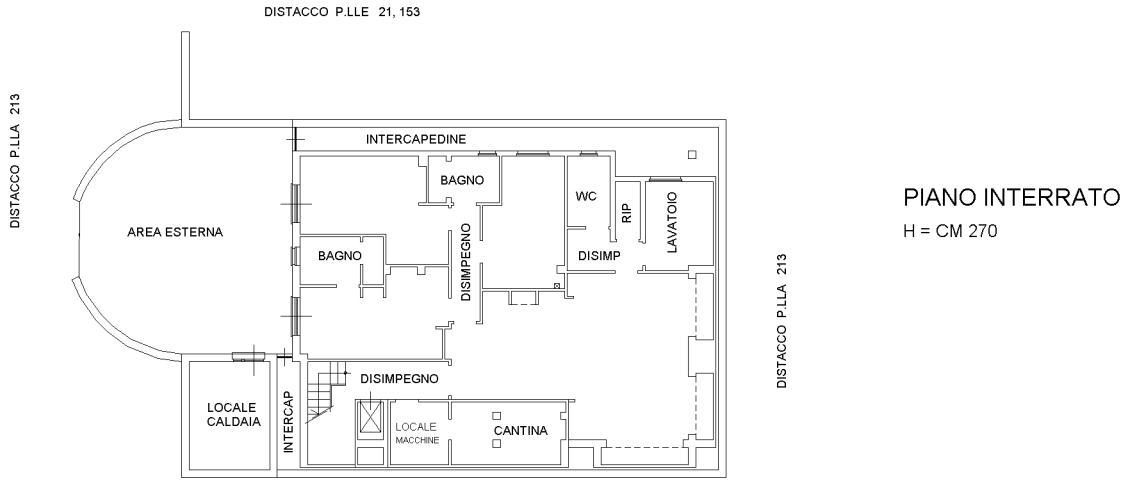 DISTACCO P.LLE 21, 153
DISTACCO P.LLA 213
INTERCAPEDINE
BAGNO
WC
RIP
LAVATOIO
PIANO INTERRATO
H = CM 270
AREA ESTERNA
BAGNO
DISIMPEGNO
DISIMP
DISTACCO P.LLA 213
DISIMPEGNO
LOCALE
CALDAIA
INTERCAP
LOCALE
MACCHINE
CANTINA